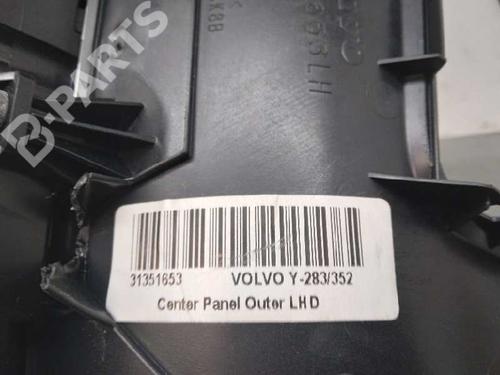 B-PARTS
31351653 VOLVO Y-283/352
Center Panel Outer LHD